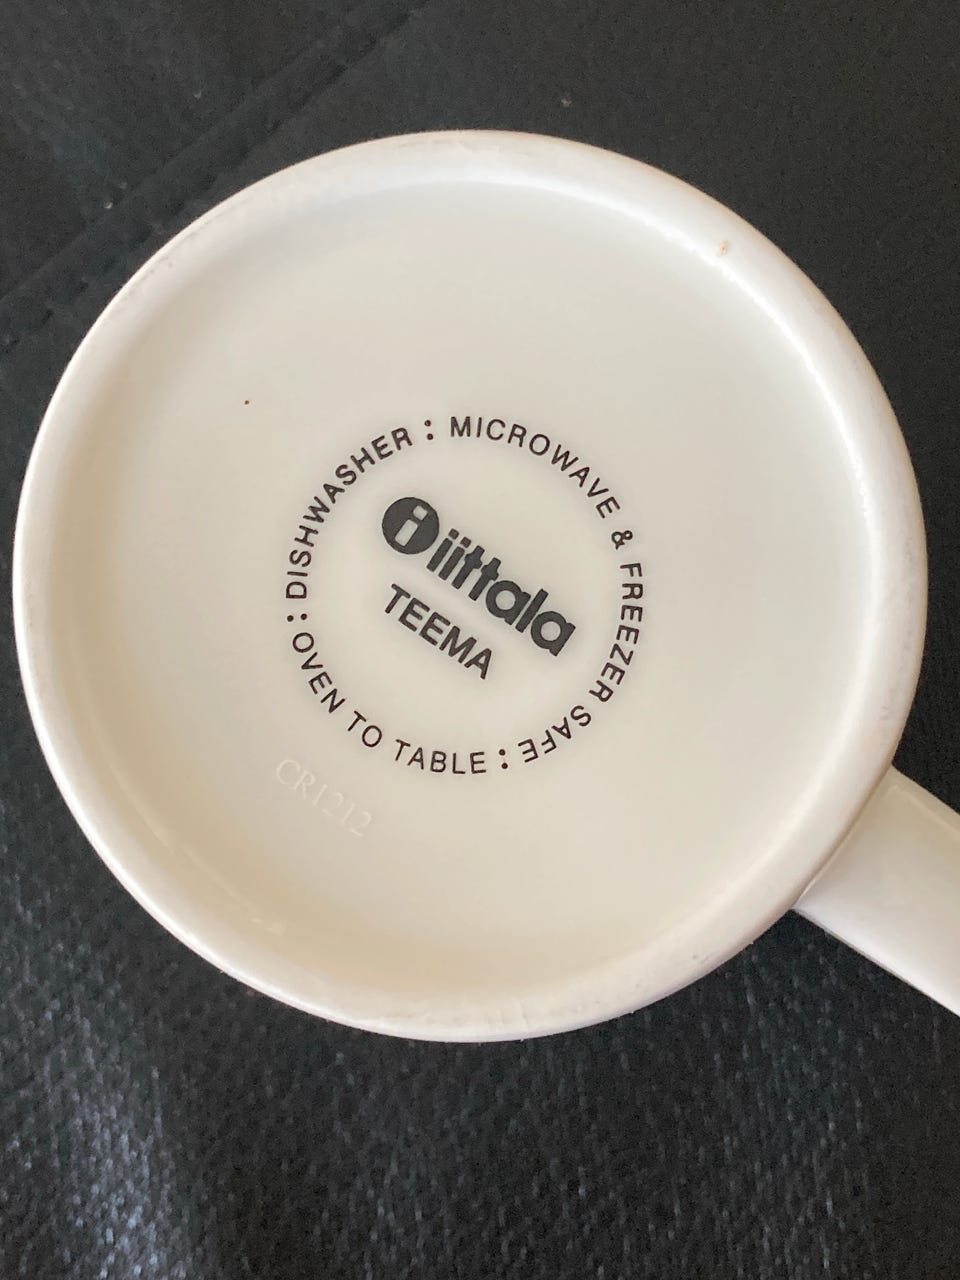 DISHWASHER : MICROWAVE & FREEZER SAFE : OVEN TO TABLE :
i iittala
TEEMA
CR1212